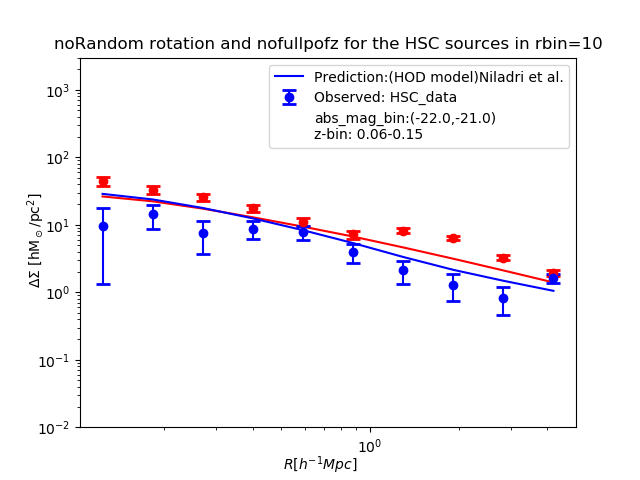 noRandom rotation and nofullpofz for the HSC sources in rbin=10
Prediction:(HOD model)Niladri et al.
Observed: HSC_data
abs_mag_bin:(-22.0,-21.0)
z-bin: 0.06-0.15
10³
10²
10¹
10⁰
10⁻¹
10⁻²
ΔΣ [hM⊙/pc²]
10⁰
R[h⁻¹Mpc]